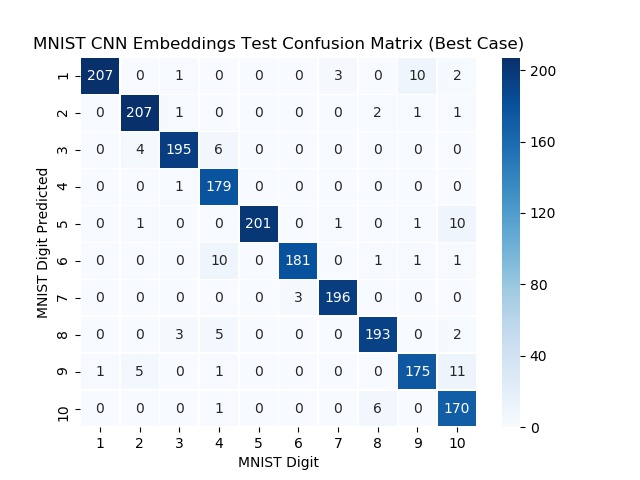 MNIST CNN Embeddings Test Confusion Matrix (Best Case)
1 207 0 1 0 0 0 3 0 10 2
2 0 207 1 0 0 0 0 2 1 1
3 0 4 195 6 0 0 0 0 0 0
4 0 0 1 179 0 0 0 0 0 0
5 0 1 0 0 201 0 1 0 1 10
6 0 0 0 10 0 181 0 1 1 1
7 0 0 0 0 0 3 196 0 0 0
8 0 0 3 5 0 0 0 193 0 2
9 1 5 0 1 0 0 0 0 175 11
10 0 0 0 1 0 0 0 6 0 170
1 2 3 4 5 6 7 8 9 10
MNIST Digit
MNIST Digit Predicted
200
160
120
80
40
0